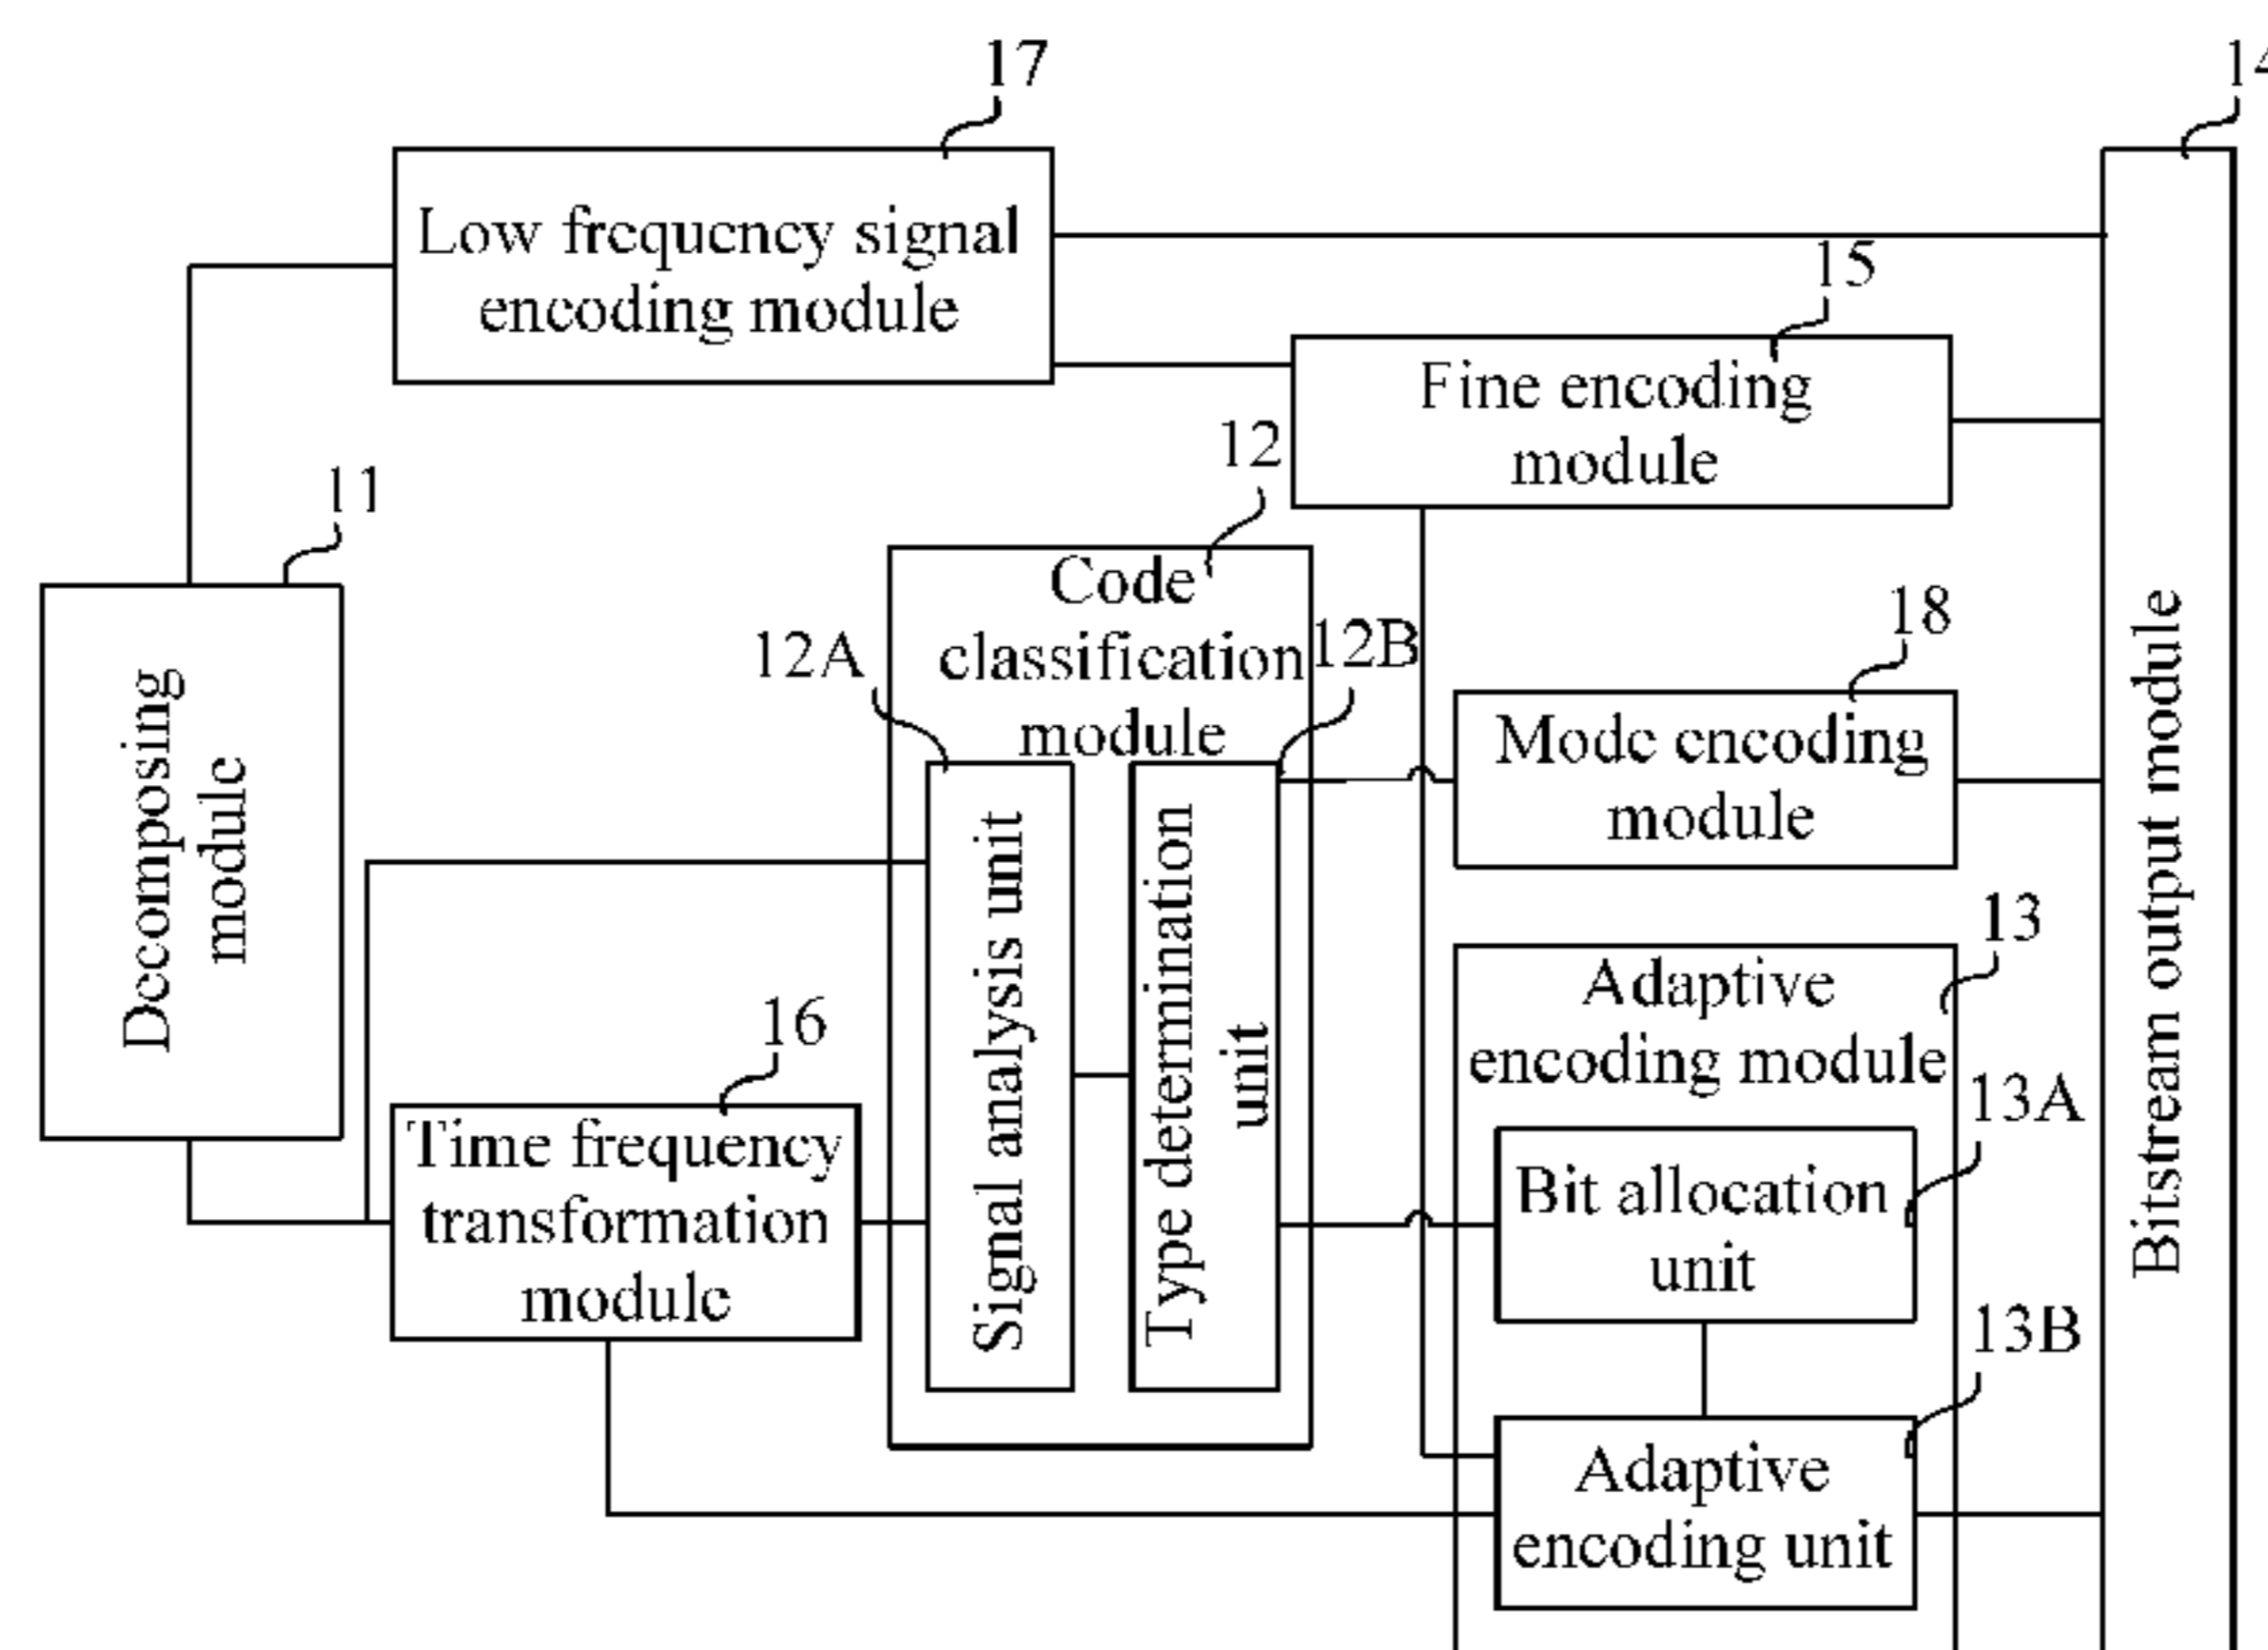 17
14
Low frequency signal
encoding module
15
Fine encoding
module
12
11
Code
classification
module
12A
12B
18
Mode encoding
module
Decomposing
module
Signal analysis unit
Type determination
unit
13
Adaptive
encoding module
16
Time frequency
transformation
module
13A
Bit allocation
unit
13B
Adaptive
encoding unit
Bitstream output module